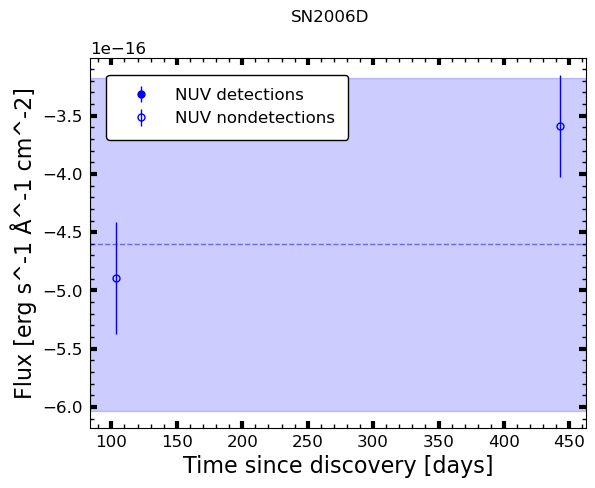 SN2006D
1e−16
NUV detections
NUV nondetections
−3.5
−4.0
−4.5
−5.0
−5.5
−6.0
Flux [erg s^-1 Å^-1 cm^-2]
100 150 200 250 300 350 400 450
Time since discovery [days]